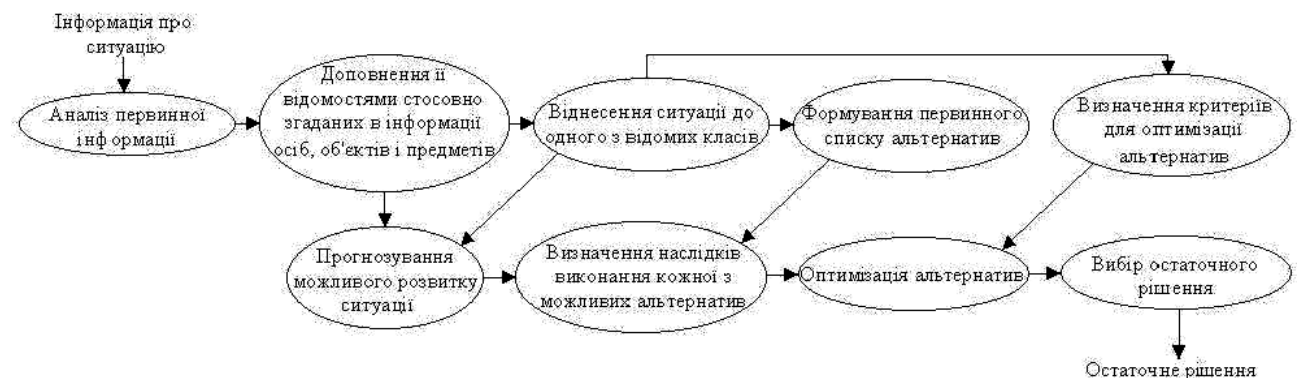 Інформація про
ситуацію
Аналіз первинної
інформації
Доповнення її
відомостями стосовно
згаданих в інформації
осіб, об'єктів і предметів
Віднесення ситуації до
одного з відомих класів
Формування первинного
списку альтернатив
Визначення критеріїв
для оптимізації
альтернатив
Прогнозування
можливого розвитку
ситуації
Визначення наслідків
виконання кожної з
можливих альтернатив
Оптимізація альтернатив
Вибір остаточного
рішення
Остаточне рішення